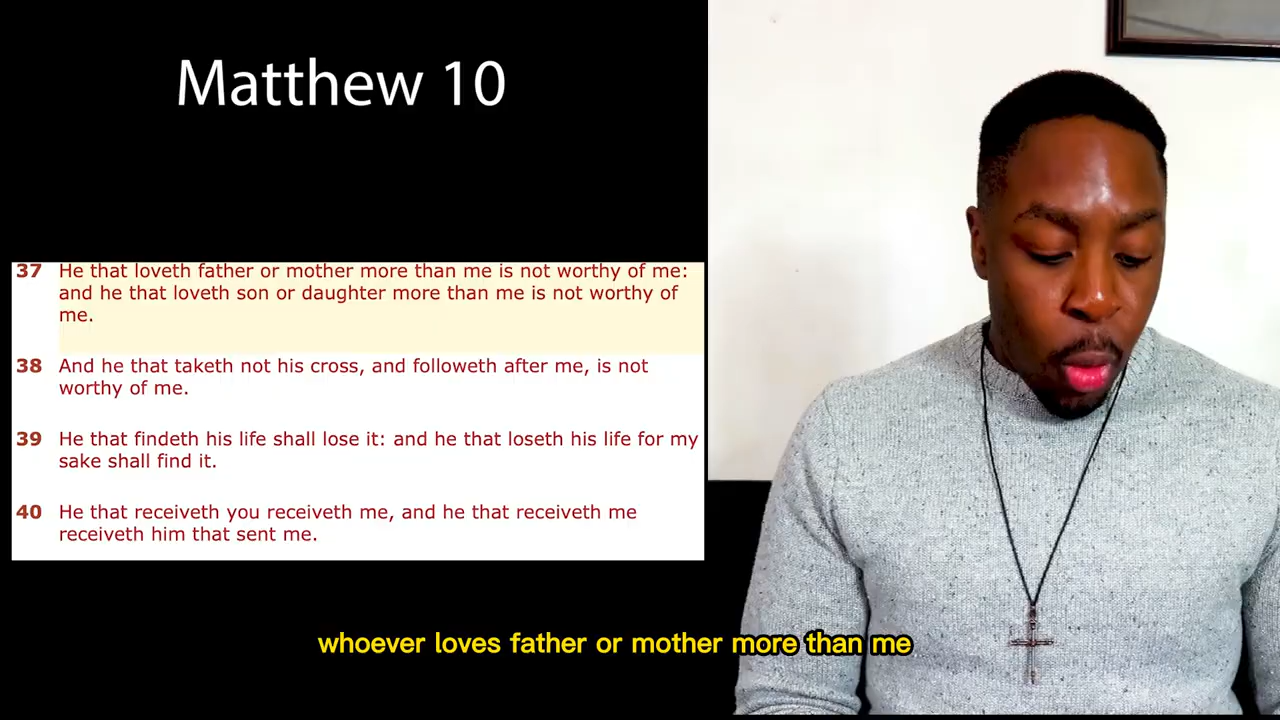 Matthew 10
37 He that loveth father or mother more than me is not worthy of me:
and he that loveth son or daughter more than me is not worthy of
me.
38 And he that taketh not his cross, and followeth after me, is not
worthy of me.
39 He that findeth his life shall lose it: and he that loseth his life for my
sake shall find it.
40 He that receiveth you receiveth me, and he that receiveth me
receiveth him that sent me.
whoever loves father or mother more than me